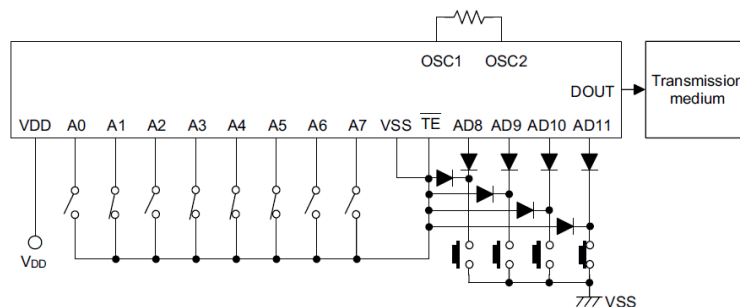 OSC1 OSC2
DOUT
Transmission
medium
VDD A0 A1 A2 A3 A4 A5 A6 A7 VSS TE AD8 AD9 AD10 AD11
VDD
VSS